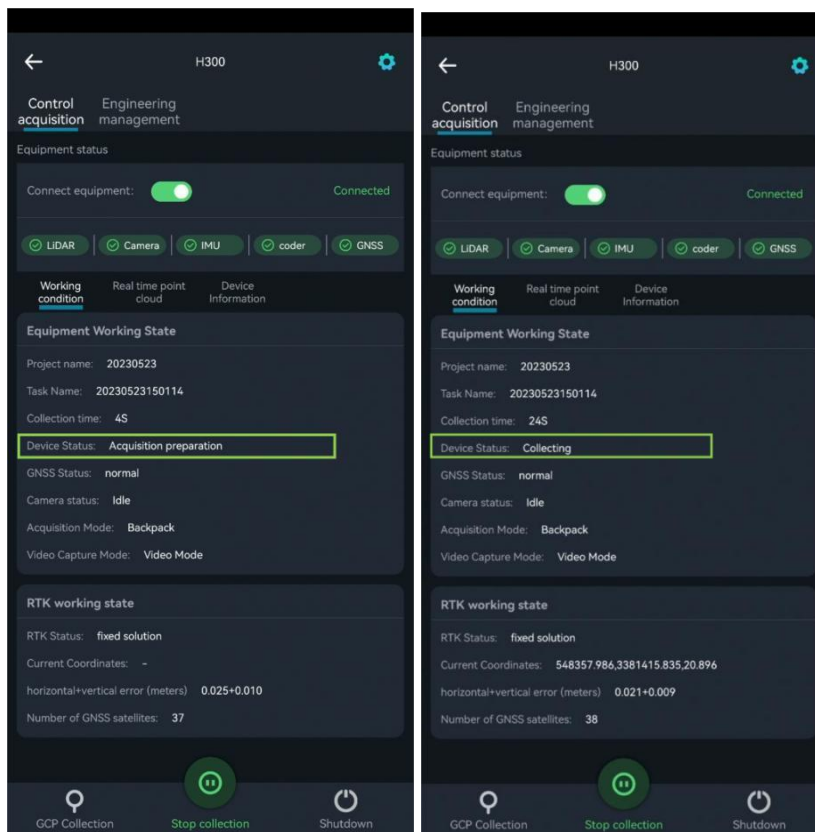 H300
Control acquisition
Engineering management
Equipment status
Connect equipment:
Connected
LiDAR
Camera
IMU
coder
GNSS
Working condition
Real time point cloud
Device Information
Equipment Working State
Project name: 20230523
Task Name: 20230523150114
Collection time: 4S
Device Status: Acquisition preparation
GNSS Status: normal
Camera status: Idle
Acquisition Mode: Backpack
Video Capture Mode: Video Mode
RTK working state
RTK Status: fixed solution
Current Coordinates: -
horizontal+vertical error (meters) 0.025+0.010
Number of GNSS satellites: 37
GCP Collection
Stop collection
Shutdown
H300
Control acquisition
Engineering management
Equipment status
Connect equipment:
Connected
LiDAR
Camera
IMU
coder
GNSS
Working condition
Real time point cloud
Device Information
Equipment Working State
Project name: 20230523
Task Name: 20230523150114
Collection time: 24S
Device Status: Collecting
GNSS Status: normal
Camera status: Idle
Acquisition Mode: Backpack
Video Capture Mode: Video Mode
RTK working state
RTK Status: fixed solution
Current Coordinates: 548357.986,3381415.835,20.896
horizontal+vertical error (meters) 0.021+0.009
Number of GNSS satellites: 38
GCP Collection
Stop collection
Shutdown